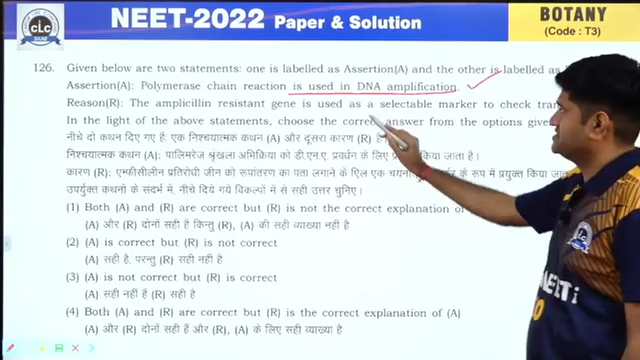 CLC
SIKAR
NEET-2022 Paper & Solution
BOTANY
(Code : T3)
126. Given below are two statements: one is labelled as Assertion(A) and the other is labelled as
Assertion(A): Polymerase chain reaction is used in DNA amplification.
Reason(R): The amplicillin resistant gene is used as a selectable marker to check
In the light of the above statements, choose the correct answer from the options given
नीचे दो कथन दिए गए हैं: एक निश्चयात्मक कथन (A) और दूसरा कारण (R)
निश्चयात्मक कथन (A): पालिमरेज श्रृंखला अभिक्रिया को डी.एन.ए प्रवर्धन के लिए किया जाता है।
कारण (R): एम्फीसीलीन प्रतिरोधी जीन को रूपांतरण का पता लगाने के एिल एक के रूप में प्रयुक्त किया
उपर्युक्त कथनों के संदर्भ में, नीचे दिये गये विकल्पों में से सही उत्तर चुनिए।
(1) Both (A) and (R) are correct but (R) is not the correct explanation of
(A) और (R) दोनों सही हैं किन्तु (R), (A) की सही व्याख्या नहीं है
(2) (A) is correct but (R) is not correct
(A) सही है, परन्तु (R) सही नहीं है
(3) (A) is not correct but (R) is correct
(A) सही नहीं हैं (R) सही है
(4) Both (A) and (R) are correct but (R) is the correct explanation of (A)
(A) और (R) दोनों सही हैं और (R), (A) के लिए सही व्याख्या है